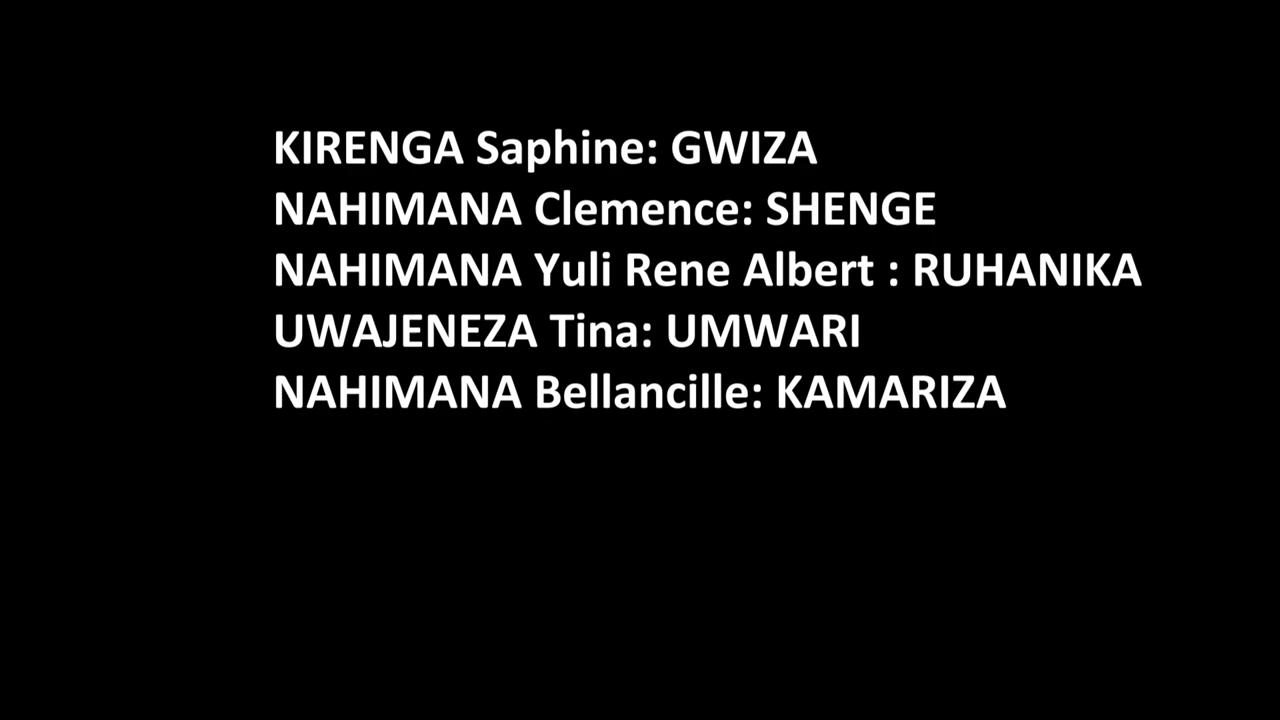 KIRENGA Saphine: GWIZA
NAHIMANA Clemence: SHENGE
NAHIMANA Yuli Rene Albert : RUHANIKA
UWAJENEZA Tina: UMWARI
NAHIMANA Bellancille: KAMARIZA